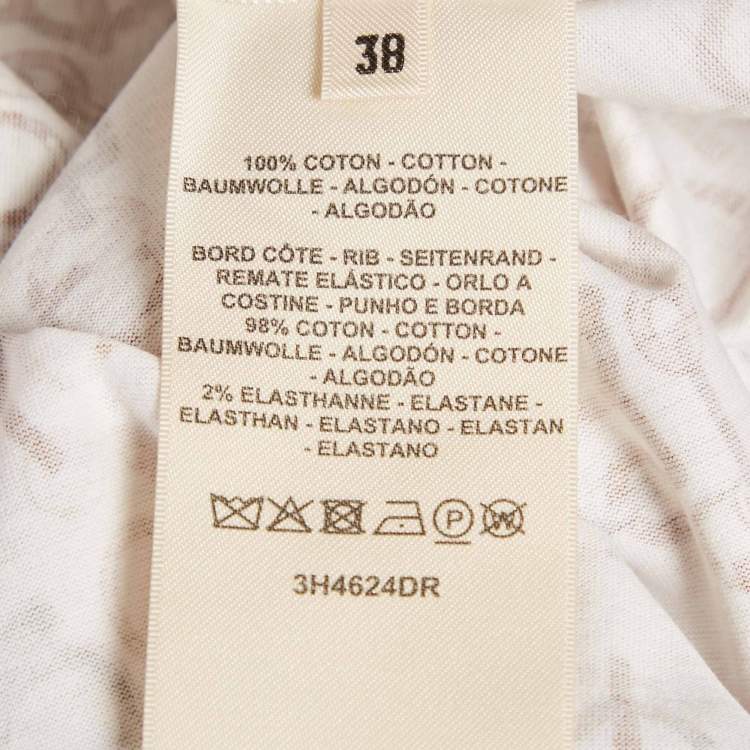 38
100% COTON - COTTON -
BAUMWOLLE - ALGODÓN - COTONE
- ALGODÃO
BORD CÔTE - RIB - SEITENRAND -
REMATE ELÁSTICO - ORLO A
COSTINE - PUNHO E BORDA
98% COTON - COTTON -
BAUMWOLLE - ALGODÓN - COTONE
- ALGODÃO
2% ELASTHANNE - ELASTANE -
ELASTHAN - ELASTANO - ELASTAN
- ELASTANO
P W
3H4624DR